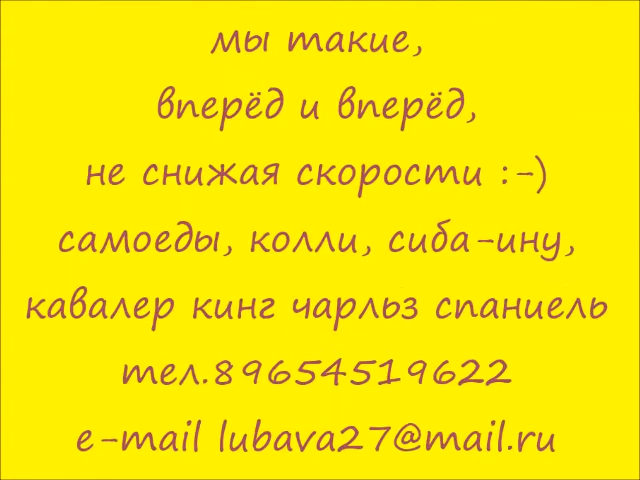 мы такие,
вперёд и вперёд,
не снижая скорости :-)
самоеды, колли, сиба-ину,
кавалер кинг чарльз спаниель
тел.89654519622
e-mail lubava27@mail.ru